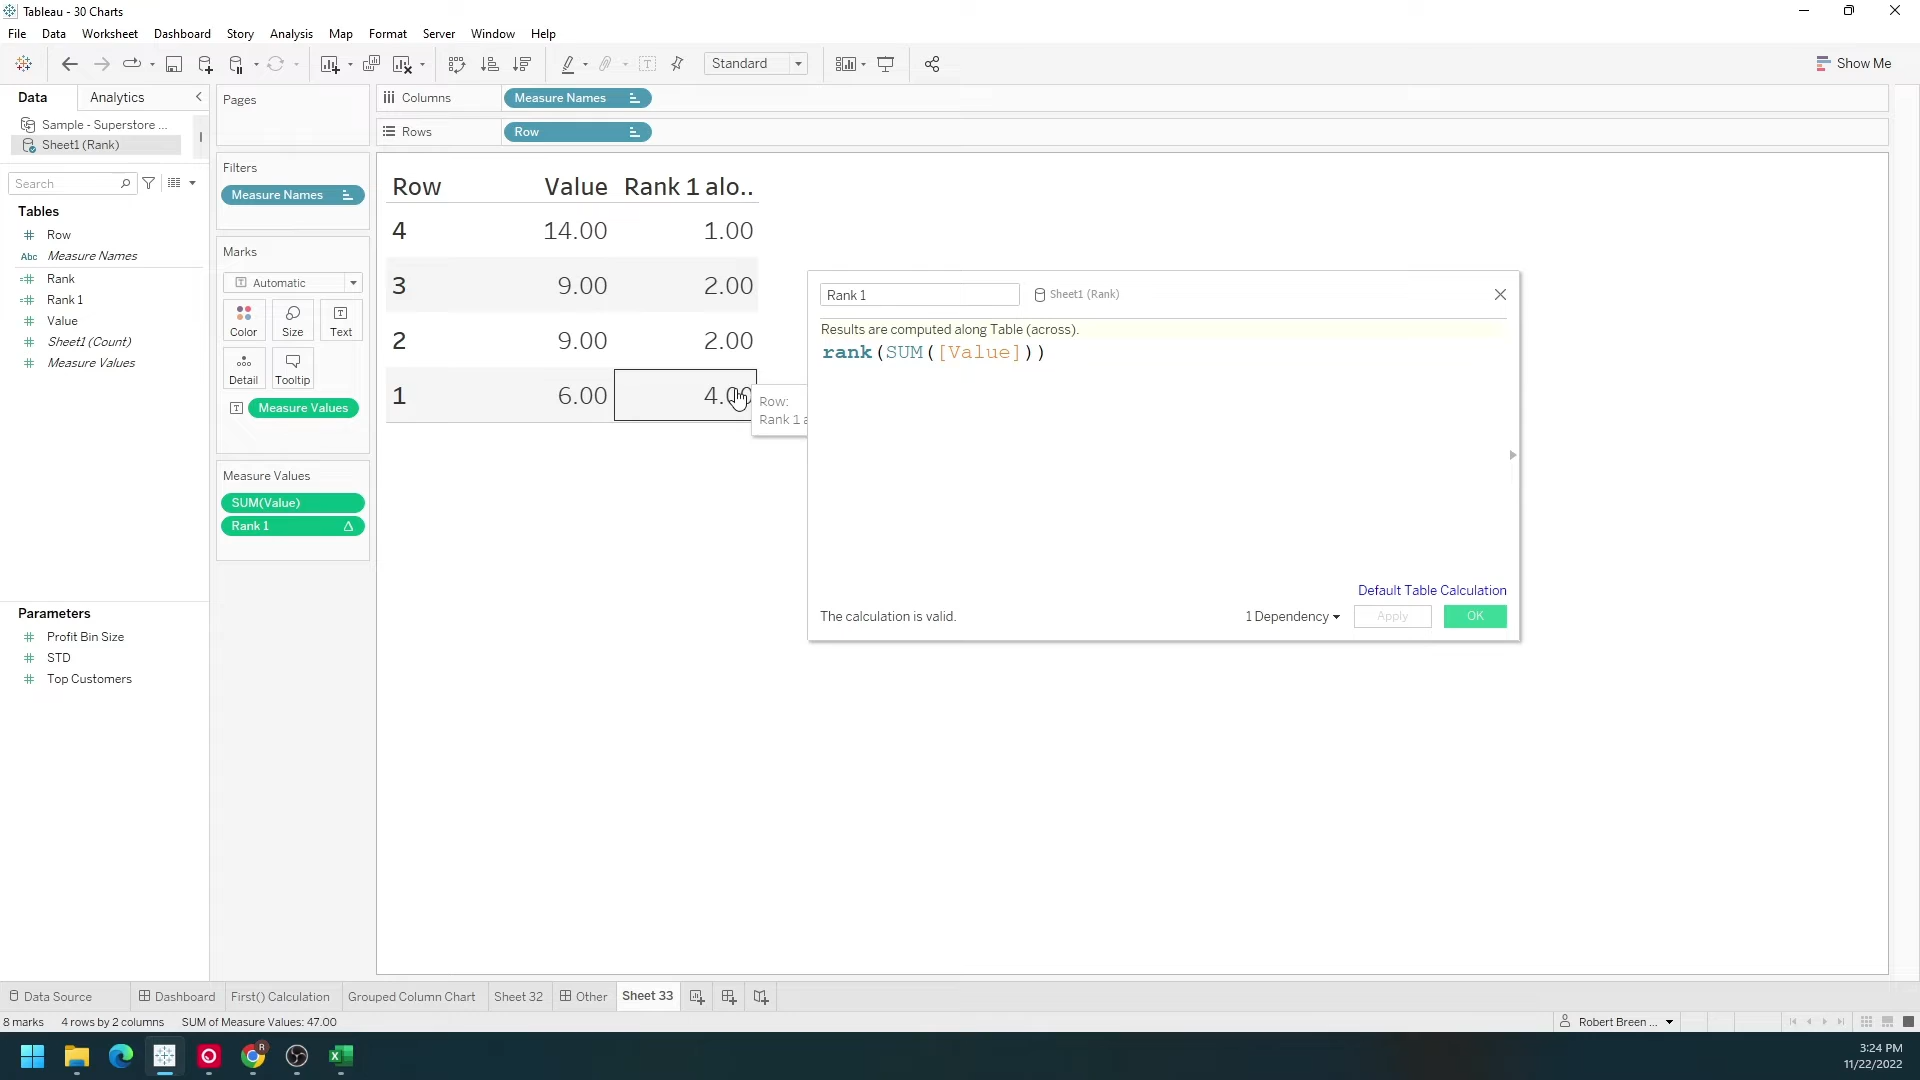 Tableau - 30 Charts
File Data Worksheet Dashboard Story Analysis Map Format Server Window Help
Standard
Show Me
Data Analytics
Pages
Columns Measure Names
Sample - Superstore ...
Sheet1 (Rank)
Rows Row
Filters
Measure Names
Search
Tables
Row
Abc Measure Names
Rank
Rank 1
Value
Sheet1 (Count)
Measure Values
Marks
Automatic
Color Size Text
Detail Tooltip
Measure Values
Measure Values
SUM(Value)
Rank 1
Row Value Rank 1 alo..
4 14.00 1.00
3 9.00 2.00
2 9.00 2.00
1 6.00
Row:
Rank 1 a
Rank 1
Sheet1 (Rank)
Results are computed along Table (across).
rank(SUM([Value]))
Default Table Calculation
The calculation is valid.
1 Dependency
Apply
OK
Parameters
Profit Bin Size
STD
Top Customers
Data Source Dashboard First() Calculation Grouped Column Chart Sheet 32 Other Sheet 33
8 marks 4 rows by 2 columns SUM of Measure Values: 47.00
Robert Breen ...
R
3:24 PM
11/22/2022